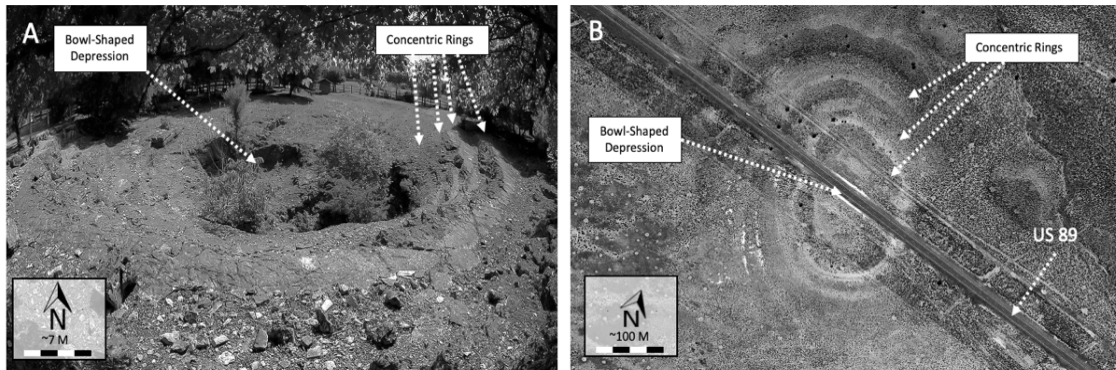 A
Bowl-Shaped
Depression
Concentric Rings
N
~7 M
B
Concentric Rings
Bowl-Shaped
Depression
US 89
N
~100 M